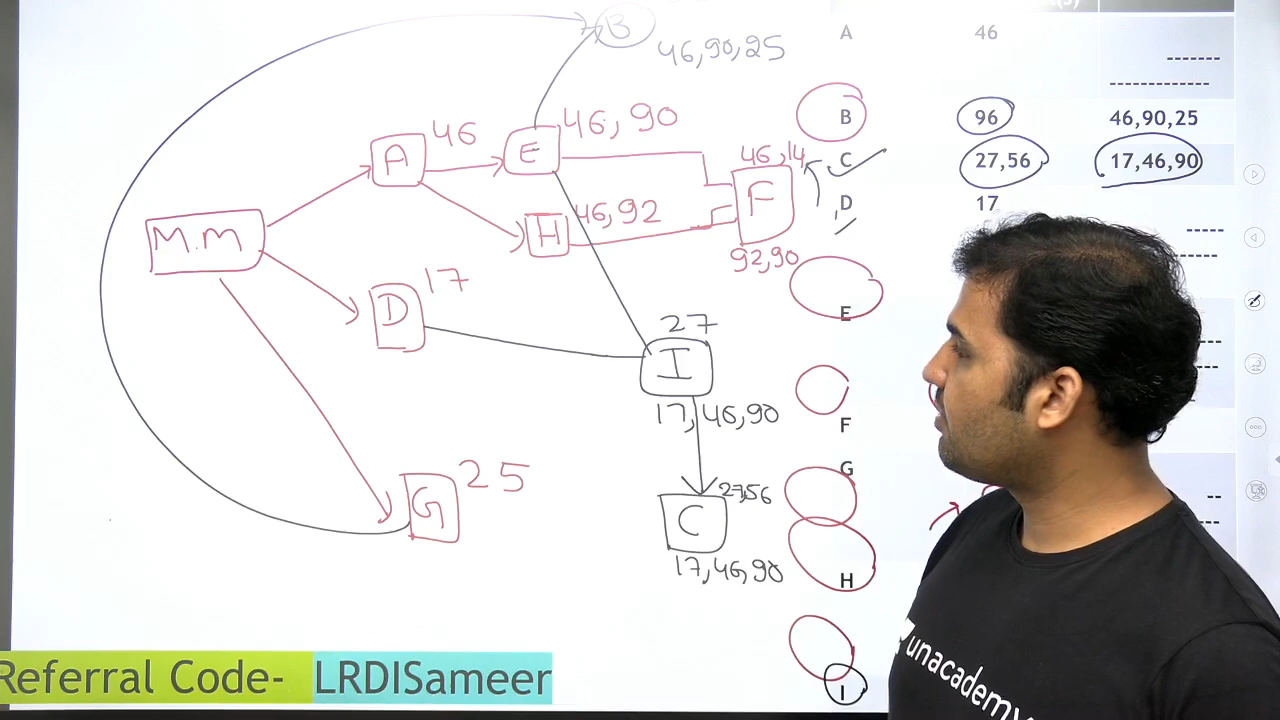 B
46,90,25
A 46
-------
-------------
46
46,90
B 96 46,90,25
A
E
46,14
C 27,56 17,46,90
F
46,92
D 17
M.M
H
-----
92,90
17
D
E
27
I
17,46,90
F
G
25
27,56
G
C
--
17,46,90
H
I
Referral Code- LRDISameer
unacademy